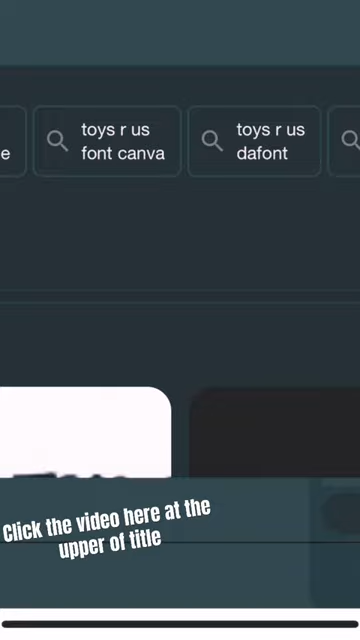 toys r us
font canva
toys r us
dafont
e
Click the video here at the
upper of title